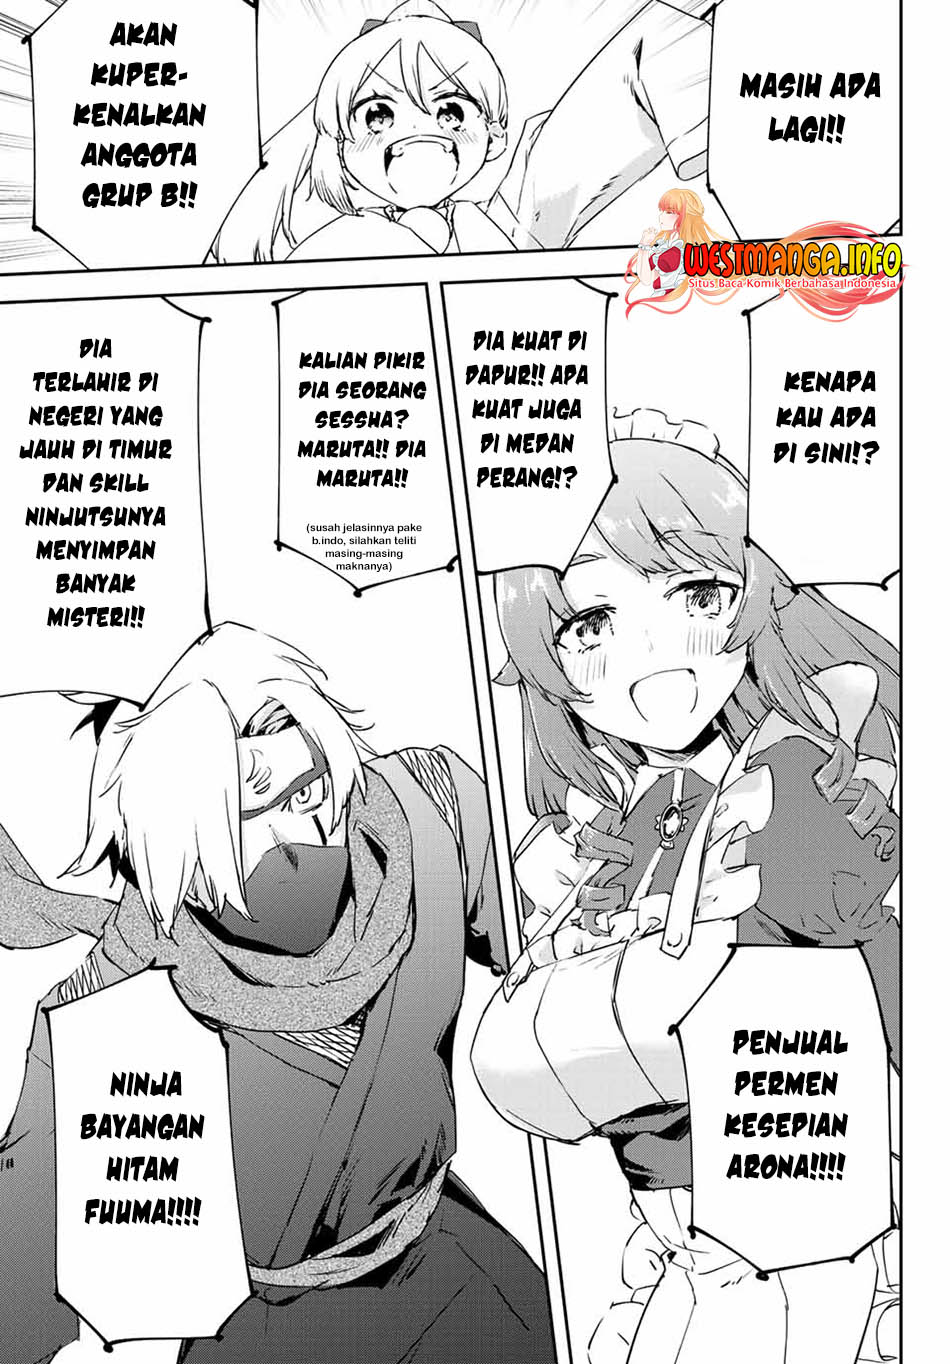 MASIH ADA
LAGI!!
AKAN
KUPER-
KENALKAN
ANGGOTA
GRUP B!!
WESTMANGA.INFO
Situs Baca Komik Berbahasa Indonesia
KENAPA
KAU ADA
DI SINI!?
DIA KUAT DI
DAPUR!! APA
KUAT JUGA
DI MEDAN
PERANG!?
PENJUAL
PERMEN
KESEPIAN
ARONA!!!!
KALIAN PIKIR
DIA SEORANG
SESSHA?
MARUTA!! DIA
MARUTA!!
(susah jelasinnya pake
b.indo, silahkan teliti
masing-masing
maknanya)
DIA
TERLAHIR DI
NEGERI YANG
JAUH DI TIMUR
DAN SKILL
NINJUTSUNYA
MENYIMPAN
BANYAK
MISTERI!!
NINJA
BAYANGAN
HITAM
FUUMA!!!!